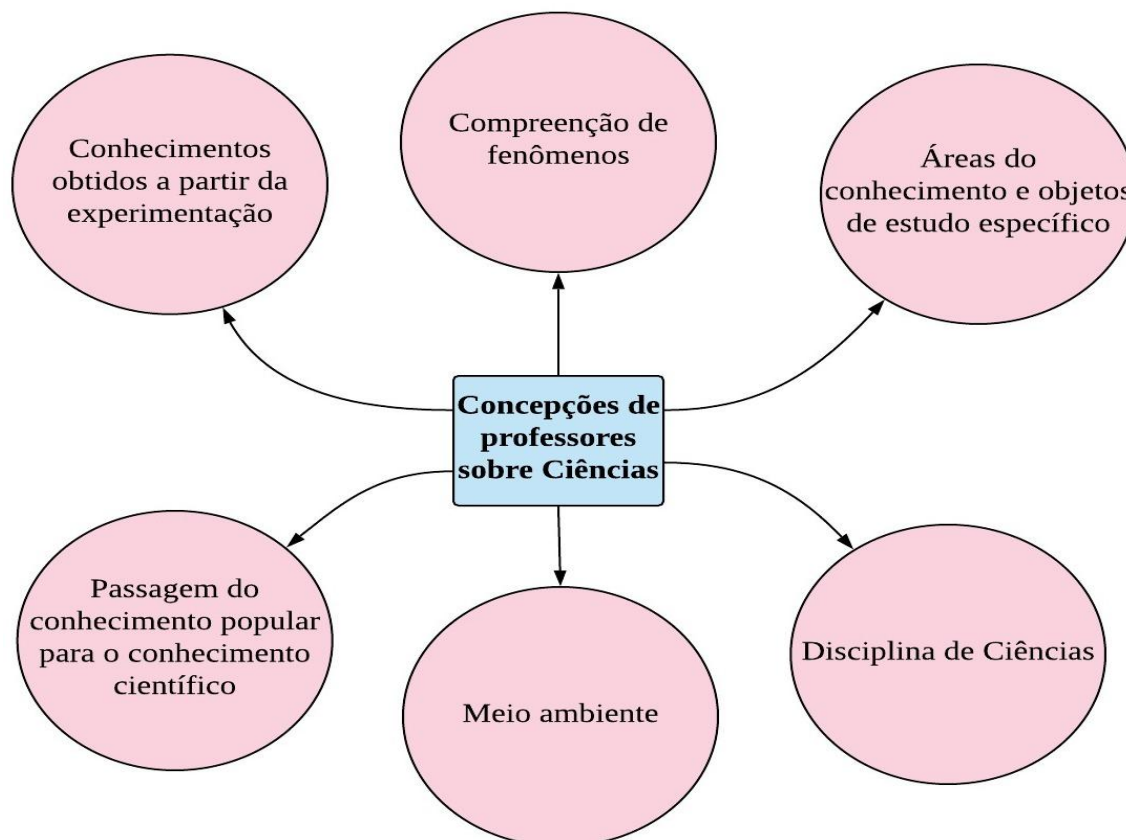 Conhecimentos
obtidos a partir da
experimentação
Compreenção de
fenômenos
Áreas do
conhecimento e objetos
de estudo específico
Concepções de
professores
sobre Ciências
Passagem do
conhecimento popular
para o conhecimento
científico
Meio ambiente
Disciplina de Ciências